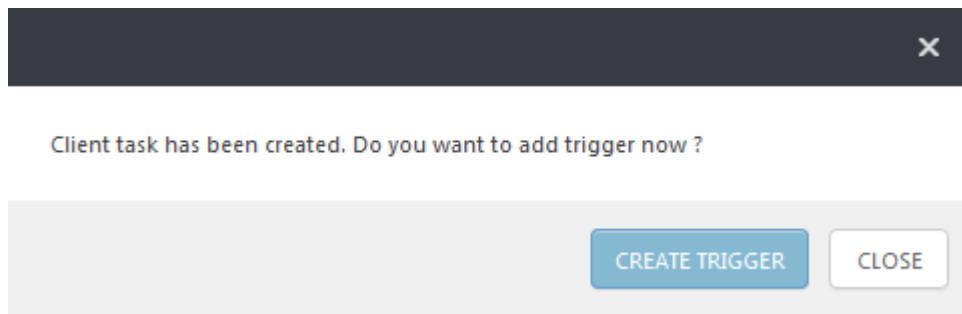 Client task has been created. Do you want to add trigger now ?
CREATE TRIGGER
CLOSE